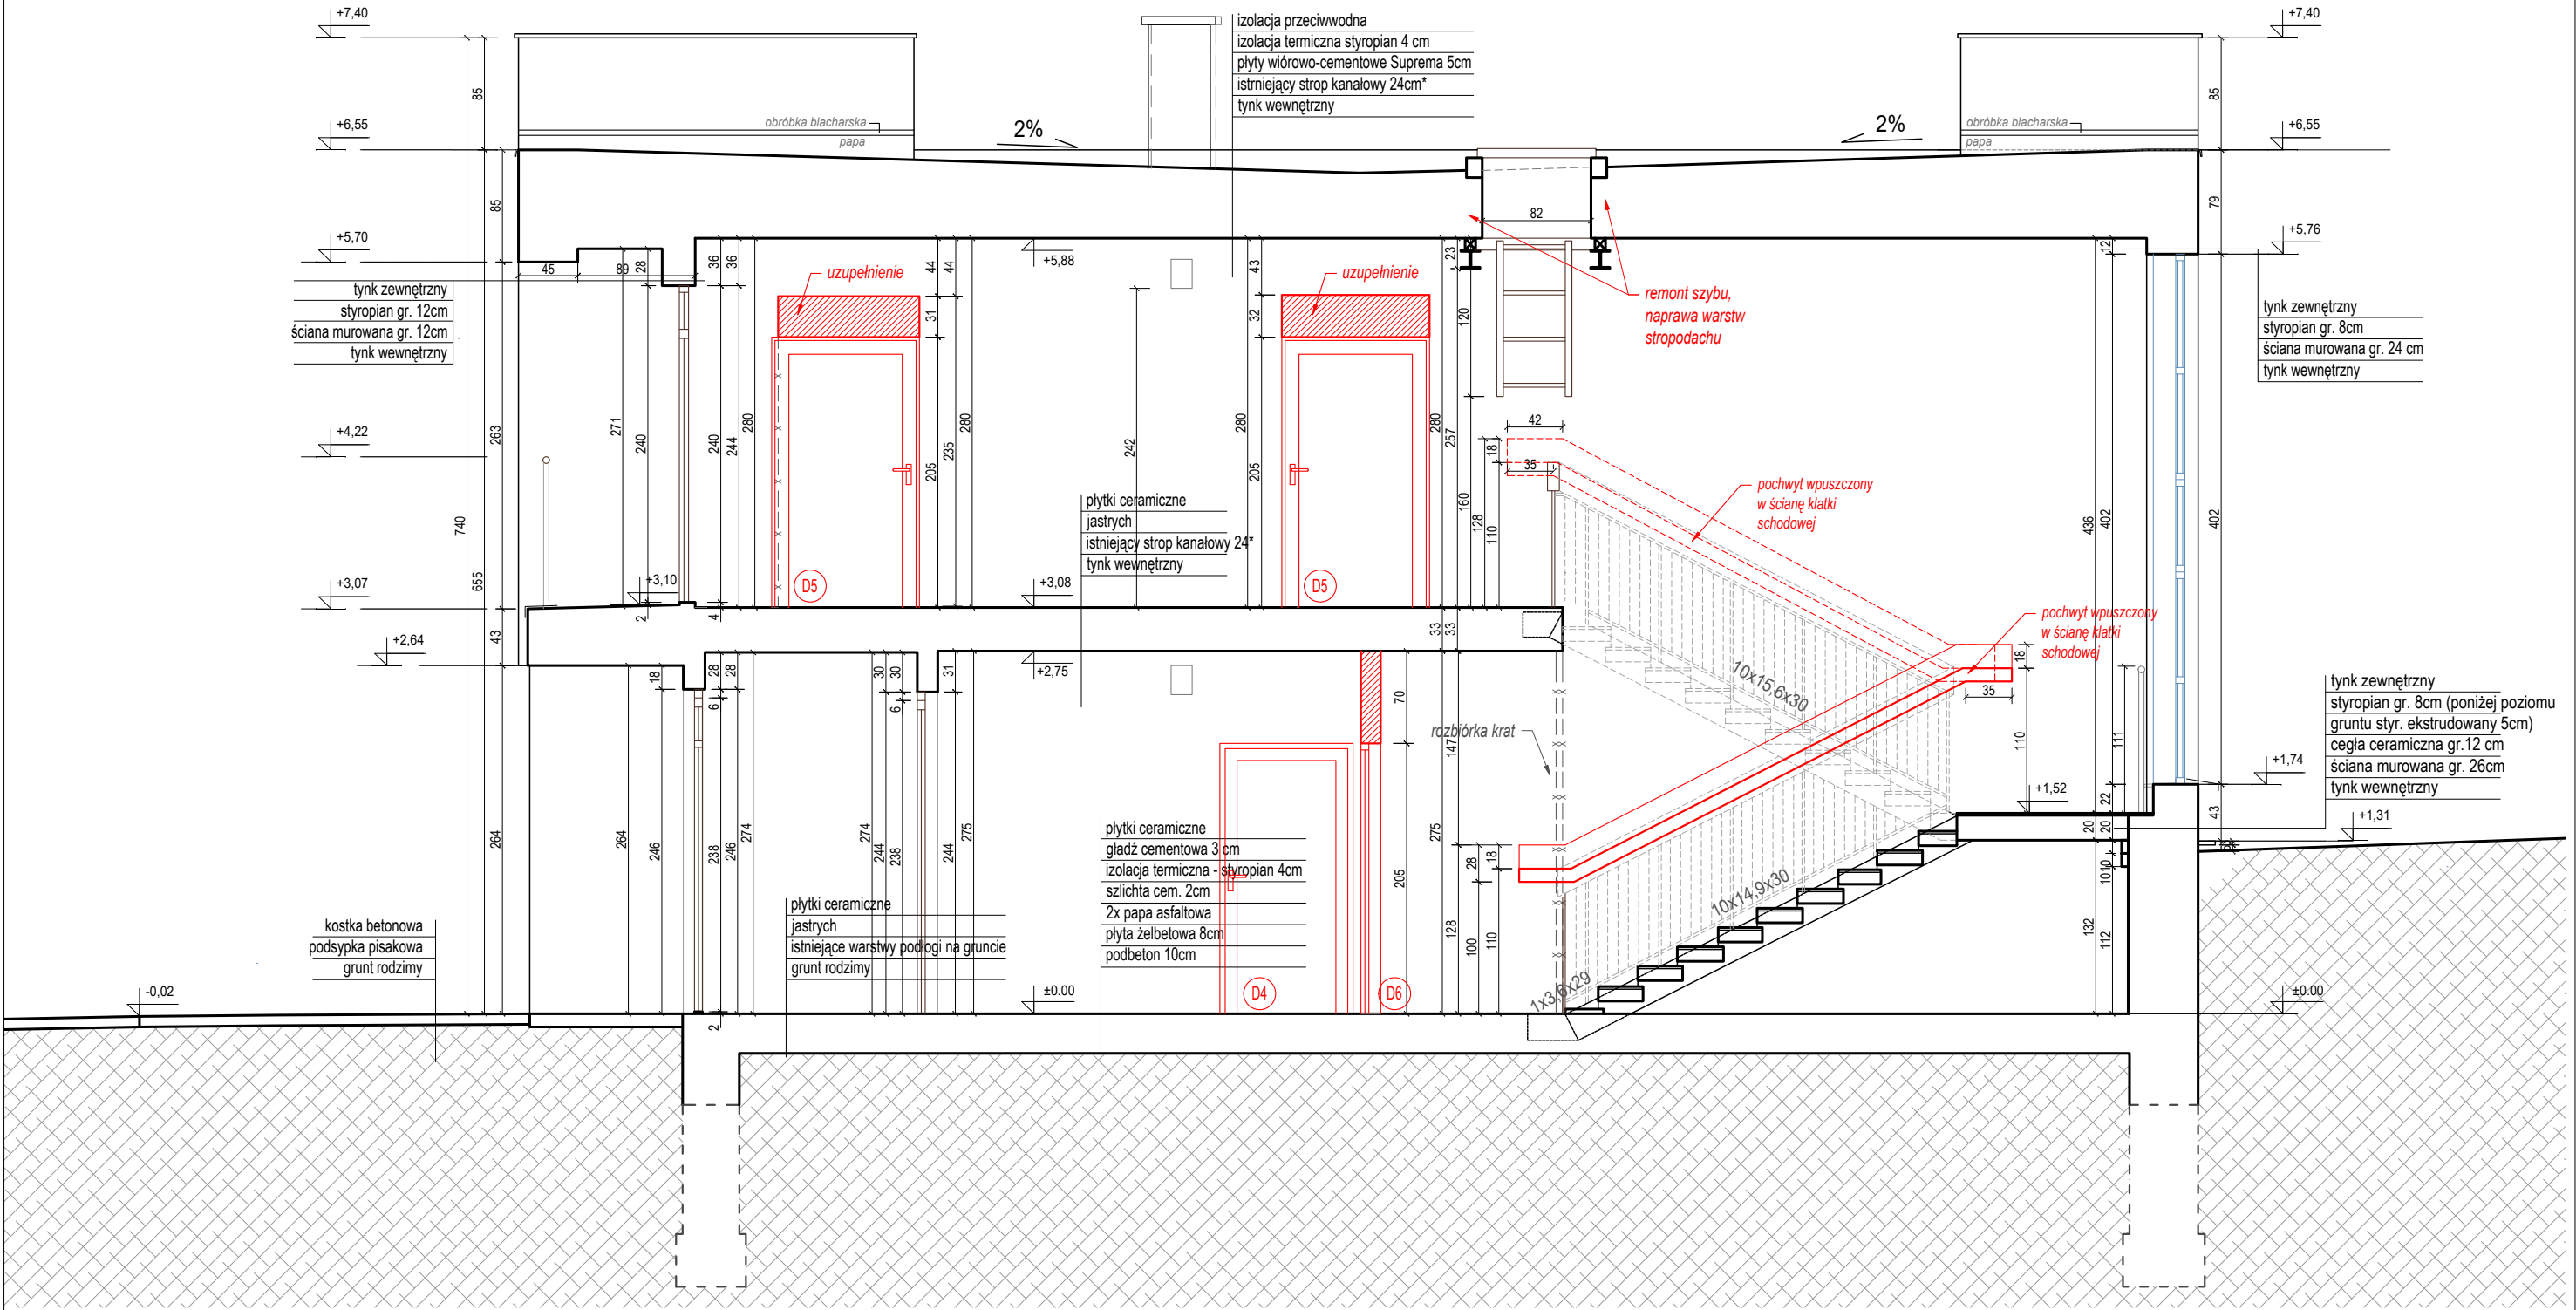 +7,40
+6,55
+5,70
+4,22
+3,07
+2,64
-0,02
85
85
740
655
263
43
264
45
89
28
271
240
2
36
36
240
244
280
4
44
44
31
205
235
280
obróbka blacharska
papa
2%
izolacja przeciwwodna
izolacja termiczna styropian 4 cm
płyty wiórowo-cementowe Suprema 5cm
istrniejący strop kanałowy 24cm*
tynk wewnętrzny
2%
obróbka blacharska
papa
+7,40
+6,55
+5,76
85
79
402
43
tynk zewnętrzny
styropian gr. 12cm
ściana murowana gr. 12cm
tynk wewnętrzny
uzupełnienie
+5,88
242
uzupełnienie
43
32
280
205
280
257
23
120
160
128
18
110
82
42
35
remont szybu,
naprawa warstw
stropodachu
12
436
402
tynk zewnętrzny
styropian gr. 8cm
ściana murowana gr. 24 cm
tynk wewnętrzny
płytki ceramiczne
jastrych
istniejący strop kanałowy 24*
tynk wewnętrzny
D5
D5
+3,10
+3,08
+2,75
33
33
pochwyt wpuszczony
w ścianę klatki
schodowej
pochwyt wpuszczony
w ścianę klatki
schodowej
10x15,6x30
10x14,9x30
1x3,6x29
rozbiórka krat
18
35
110
111
22
20
20
10
10
132
112
+1,52
+1,74
+1,31
tynk zewnętrzny
styropian gr. 8cm (poniżej poziomu
gruntu styr. ekstrudowany 5cm)
cegła ceramiczna gr.12 cm
ściana murowana gr. 26cm
tynk wewnętrzny
18
28
28
6
264
246
238
246
274
2
30
30
31
6
274
244
238
244
275
70
205
147
275
128
28
18
100
110
płytki ceramiczne
gładź cementowa 3 cm
izolacja termiczna - styropian 4cm
szlichta cem. 2cm
2x papa asfaltowa
płyta żelbetowa 8cm
podbeton 10cm
płytki ceramiczne
jastrych
istniejące warstwy podłogi na gruncie
grunt rodzimy
kostka betonowa
podsypka pisakowa
grunt rodzimy
±0.00
D4
D6
±0.00